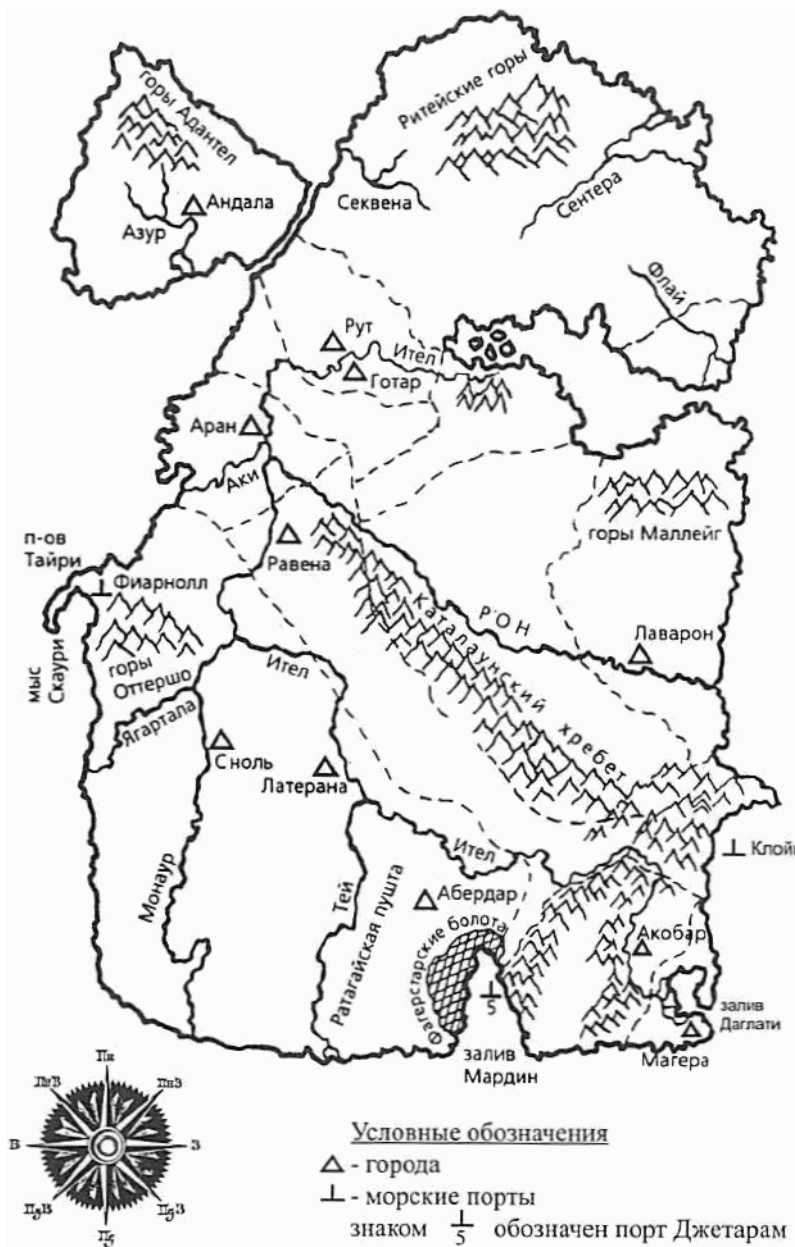 горы Адантел
Ритейские горы
Андала
Азур
Секвена
Сентера
Флай
Рут
Ител
Готар
Аран
Аки
п-ов
Тайри
Фиарнолл
Равена
горы Маллейг
РОН
Каталаунский хребет
Лаварон
мыс
Скаури
горы
Оттершо
Ител
Ягартала
Сноль
Латерана
Монаур
Тей
Ител
Клойн
Ратагайская пушта
Абердар
Фагерстарские болота
Акобар
5
залив
Даглати
залив
Мардин
Магера
Пн
ПнВ
ПнЗ
В
З
ПдВ
ПдЗ
Пд
Условные обозначения
- города
- морские порты
знаком 5 обозначен порт Джетарам